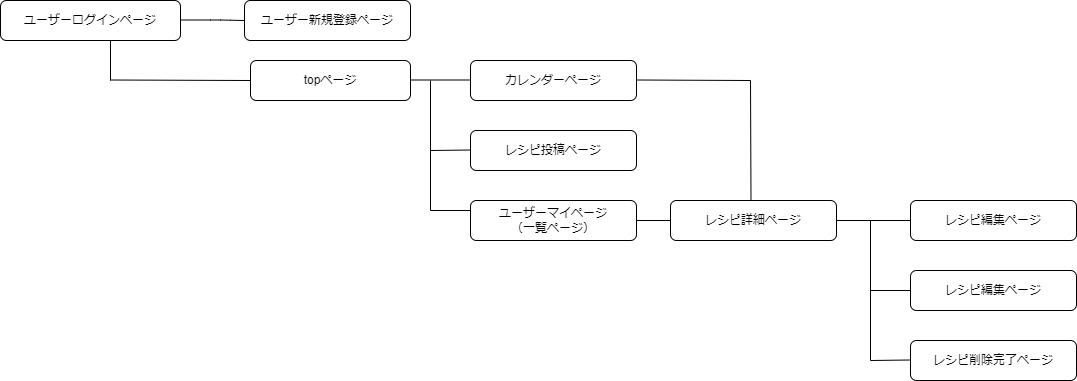 ユーザーログインページ
ユーザー新規登録ページ
topページ
カレンダーページ
レシピ投稿ページ
ユーザーマイページ
（一覧ページ）
レシピ詳細ページ
レシピ編集ページ
レシピ編集ページ
レシピ削除完了ページ